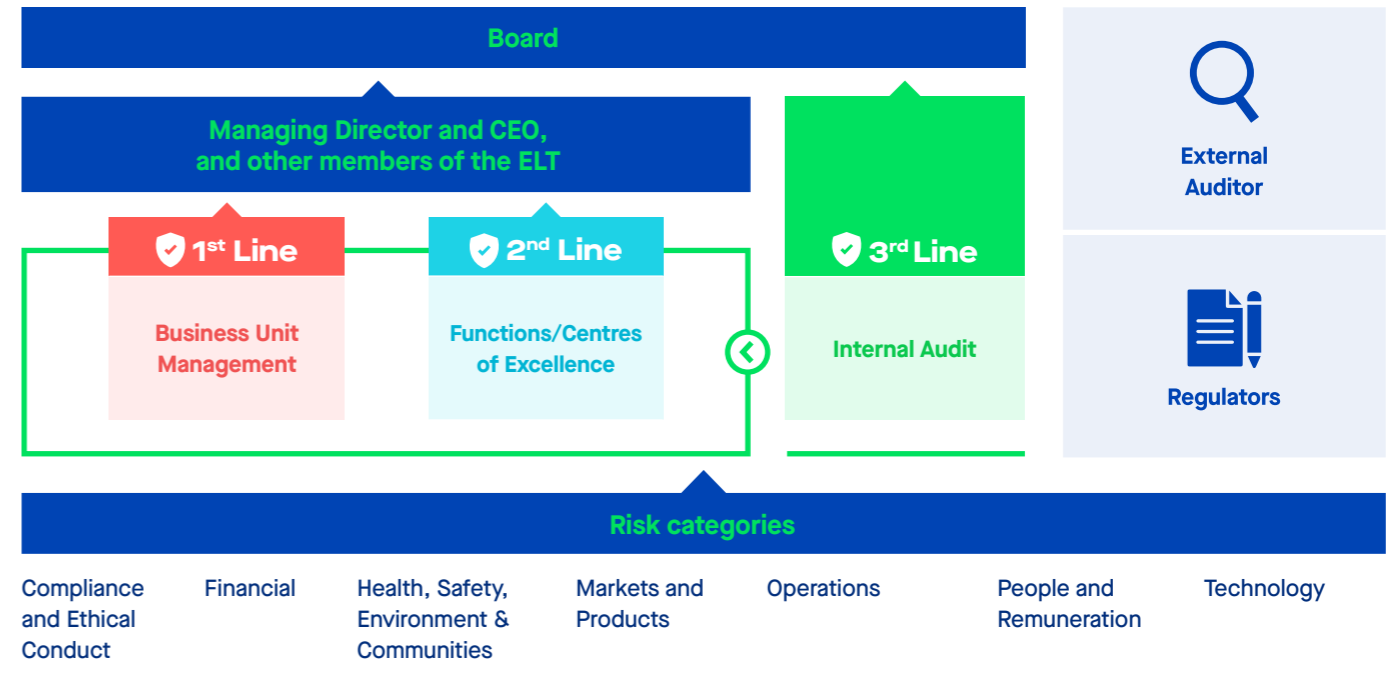 Board
Managing Director and CEO,
and other members of the ELT
1st Line
Business Unit
Management
2nd Line
Functions/Centres
of Excellence
3rd Line
Internal Audit
External
Auditor
Regulators
Risk categories
Compliance
and Ethical
Conduct
Financial
Health, Safety,
Environment &
Communities
Markets and
Products
Operations
People and
Remuneration
Technology